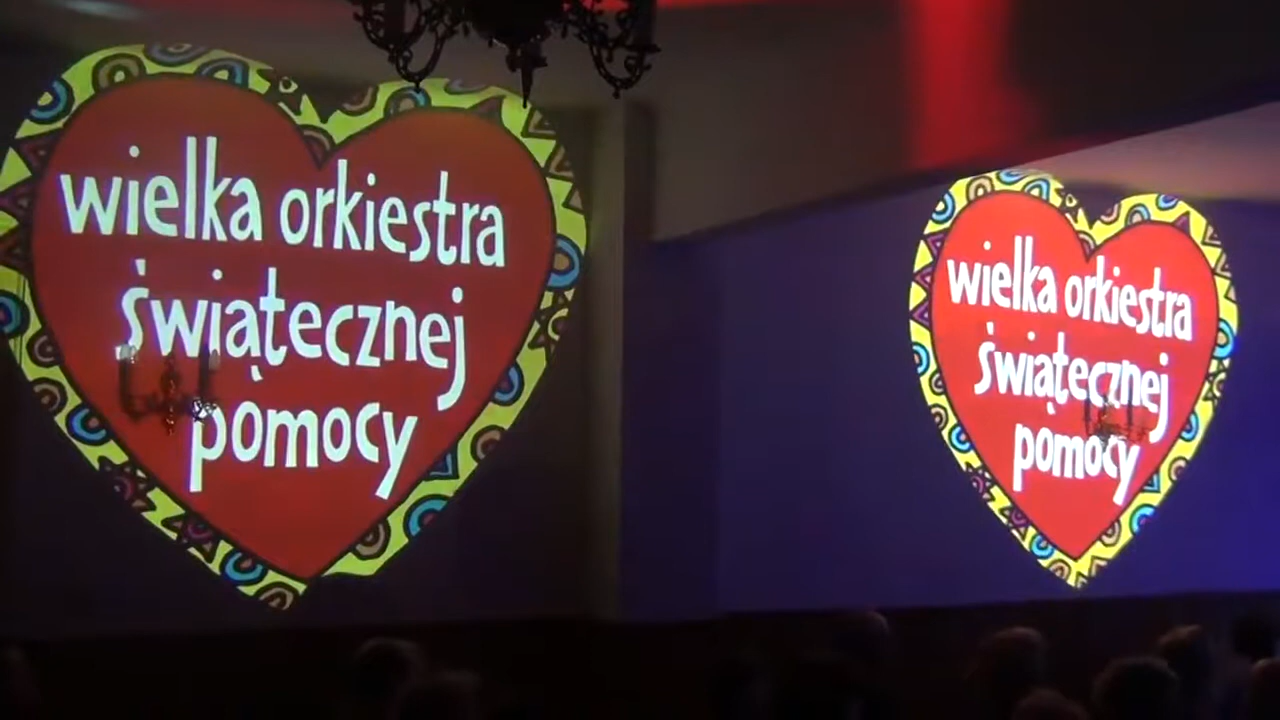 wielka orkiestra
świątecznej
pomocy
wielka orkiestra
świątecznej
pomocy